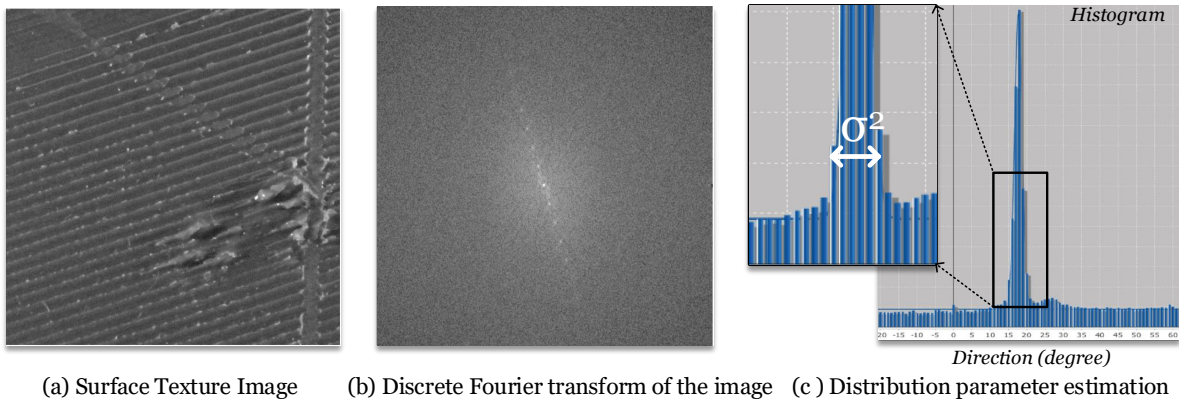 Histogram
σ²
20 -15 -10 -5 0 5 10 15 20 25 30 35 40 45 50 55 60
Direction (degree)
(a) Surface Texture Image
(b) Discrete Fourier transform of the image
(c ) Distribution parameter estimation